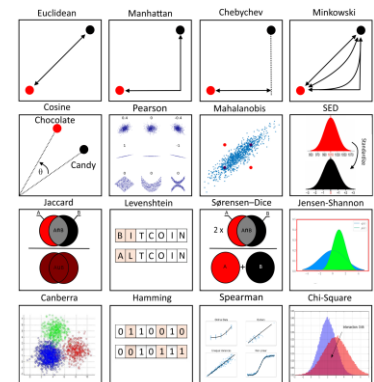 Euclidean Manhattan Chebychev Minkowski
Cosine Pearson Mahalanobis SED
Chocolate
θ
Candy
Standardize
Jaccard Levenshtein Sørensen–Dice Jensen-Shannon
A B
A∩B
B I T C O I N
A L T C O I N
A B
2 x
A∩B
A + B
Canberra Hamming Spearman Chi-Square
0 1 1 0 0 1 0
0 0 1 0 1 1 1